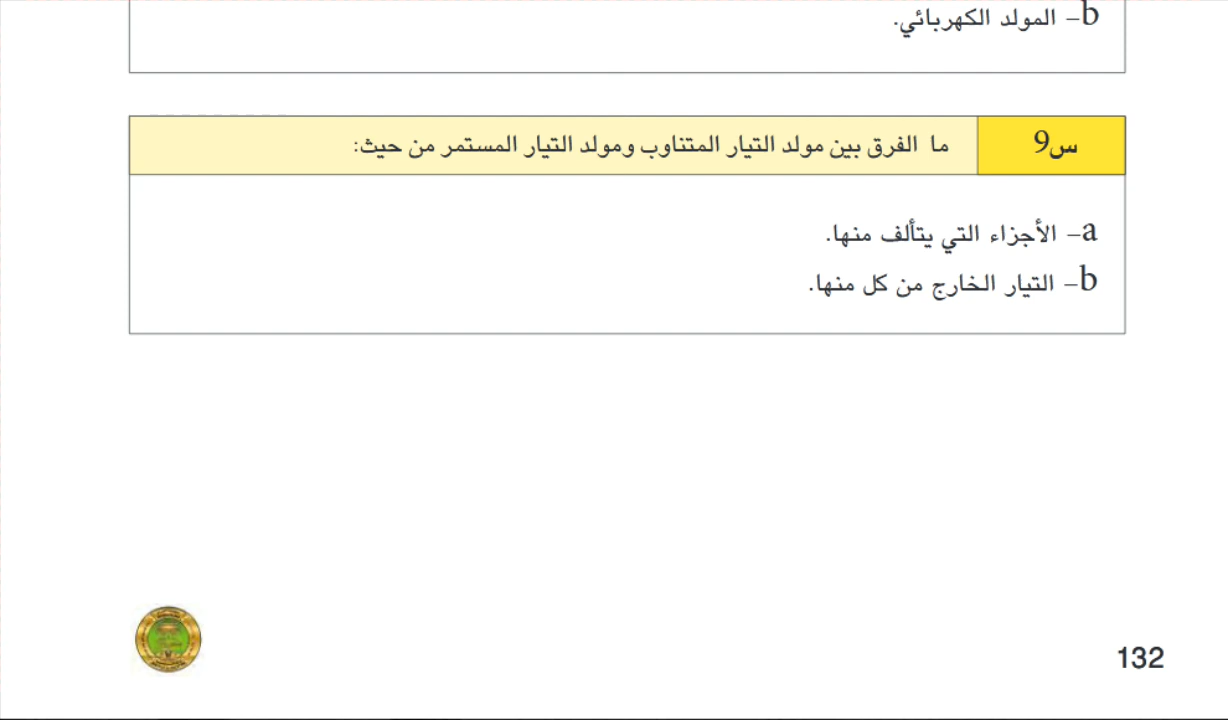 b- المولد الكهربائي.
س9 ما الفرق بين مولد التيار المتناوب ومولد التيار المستمر من حيث:
a- الأجزاء التي يتألف منها.
b- التيار الخارج من كل منها.
132